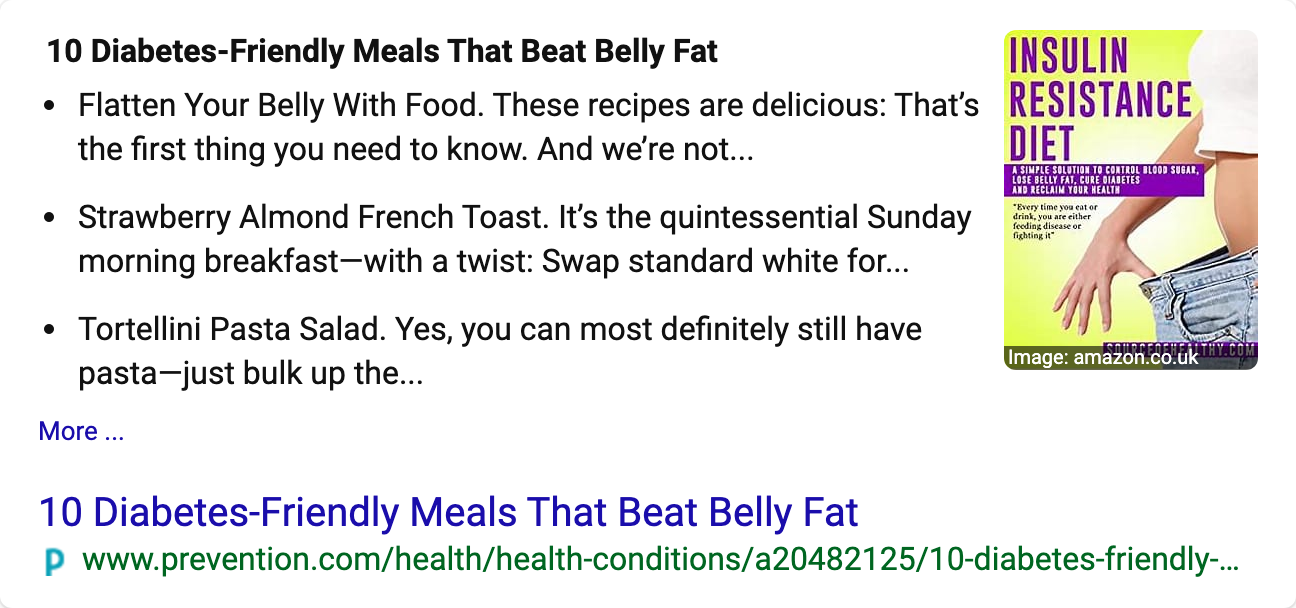 10 Diabetes-Friendly Meals That Beat Belly Fat
• Flatten Your Belly With Food. These recipes are delicious: That’s
the first thing you need to know. And we’re not...
• Strawberry Almond French Toast. It’s the quintessential Sunday
morning breakfast—with a twist: Swap standard white for...
• Tortellini Pasta Salad. Yes, you can most definitely still have
pasta—just bulk up the...
More ...
INSULIN
RESISTANCE
DIET
A SIMPLE SOLUTION TO CONTROL BLOOD SUGAR,
LOSE BELLY FAT, CURE DIABETES
AND RECLAIM YOUR HEALTH
"Every time you eat or
drink, you are either
feeding disease or
fighting it"
SOURCEOFHEALTHY.COM
Image: amazon.co.uk
10 Diabetes-Friendly Meals That Beat Belly Fat
www.prevention.com/health/health-conditions/a20482125/10-diabetes-friendly-...